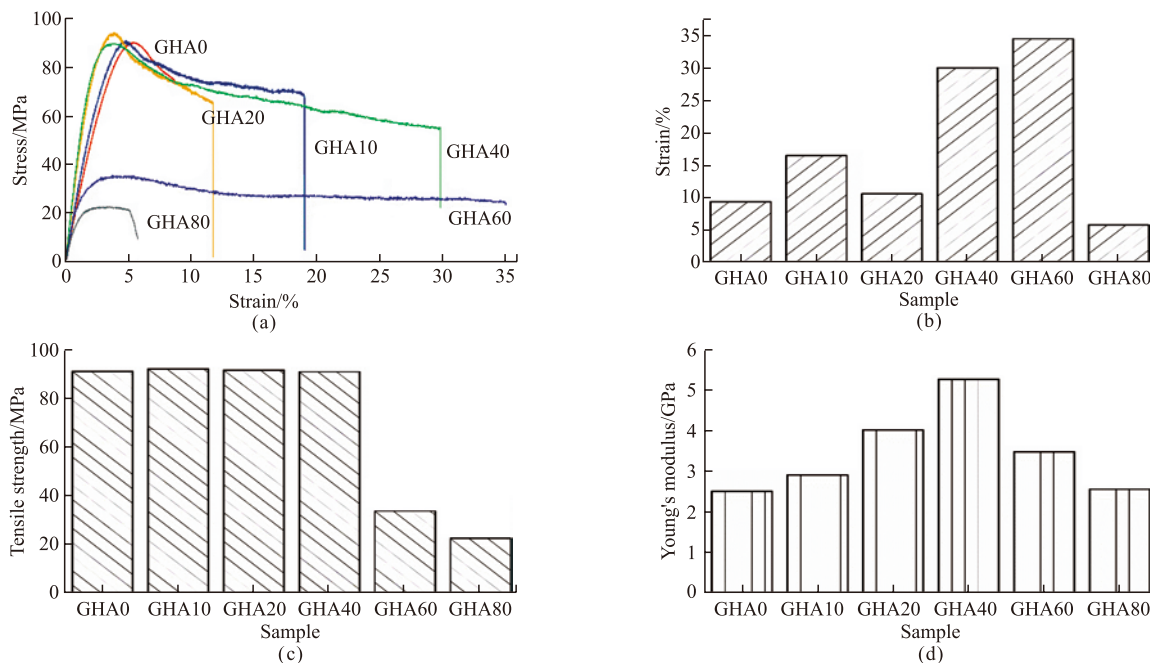 100
80
60
40
20
0
Stress/MPa
GHA0
GHA20
GHA10
GHA40
GHA60
GHA80
0 5 10 15 20 25 30 35
Strain/%
(a)
35
30
25
20
15
10
5
0
Strain/%
GHA0 GHA10 GHA20 GHA40 GHA60 GHA80
Sample
(b)
100
80
60
40
20
0
Tensile strength/MPa
GHA0 GHA10 GHA20 GHA40 GHA60 GHA80
Sample
(c)
6
5
4
3
2
1
0
Young's modulus/GPa
GHA0 GHA10 GHA20 GHA40 GHA60 GHA80
Sample
(d)